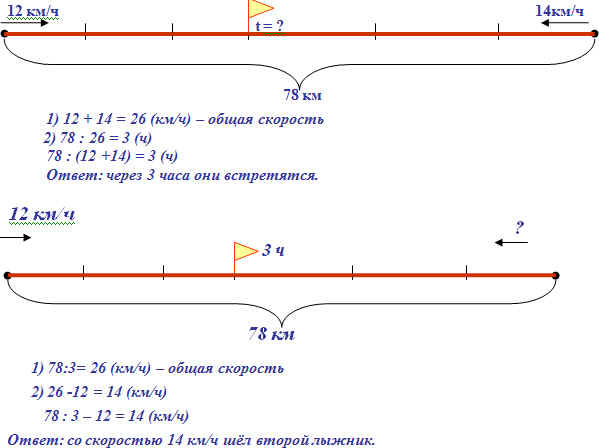 12 км/ч 14км/ч
t = ?
78 км
1) 12 + 14 = 26 (км/ч) – общая скорость
2) 78 : 26 = 3 (ч)
78 : (12 +14) = 3 (ч)
Ответ: через 3 часа они встретятся.
12 км/ч ?
3 ч
78 км
1) 78:3= 26 (км/ч) – общая скорость
2) 26 -12 = 14 (км/ч)
78 : 3 – 12 = 14 (км/ч)
Ответ: со скоростью 14 км/ч шёл второй лыжник.